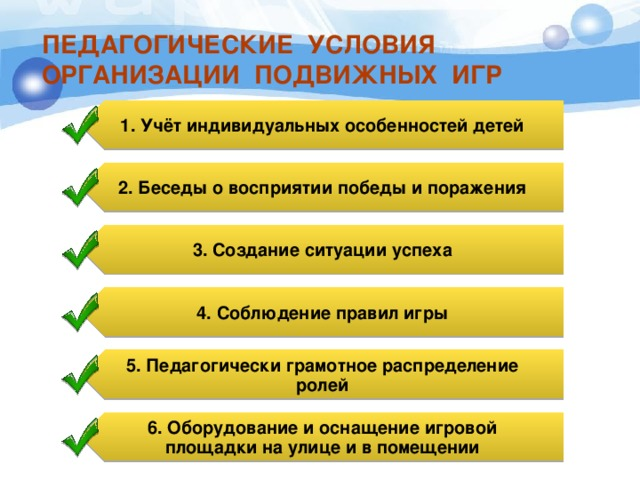 ПЕДАГОГИЧЕСКИЕ УСЛОВИЯ
ОРГАНИЗАЦИИ ПОДВИЖНЫХ ИГР
1. Учёт индивидуальных особенностей детей
2. Беседы о восприятии победы и поражения
3. Создание ситуации успеха
4. Соблюдение правил игры
5. Педагогически грамотное распределение
ролей
6. Оборудование и оснащение игровой
площадки на улице и в помещении